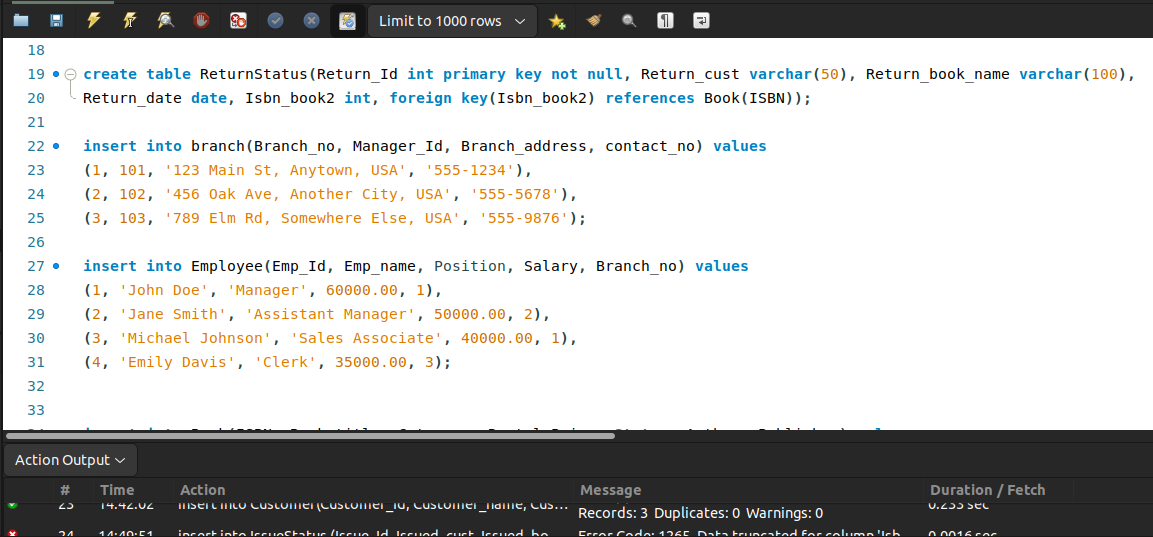 Limit to 1000 rows
18
19 create table ReturnStatus(Return_Id int primary key not null, Return_cust varchar(50), Return_book_name varchar(100),
20 Return_date date, Isbn_book2 int, foreign key(Isbn_book2) references Book(ISBN));
21
22 insert into branch(Branch_no, Manager_Id, Branch_address, contact_no) values
23 (1, 101, '123 Main St, Anytown, USA', '555-1234'),
24 (2, 102, '456 Oak Ave, Another City, USA', '555-5678'),
25 (3, 103, '789 Elm Rd, Somewhere Else, USA', '555-9876');
26
27 insert into Employee(Emp_Id, Emp_name, Position, Salary, Branch_no) values
28 (1, 'John Doe', 'Manager', 60000.00, 1),
29 (2, 'Jane Smith', 'Assistant Manager', 50000.00, 2),
30 (3, 'Michael Johnson', 'Sales Associate', 40000.00, 1),
31 (4, 'Emily Davis', 'Clerk', 35000.00, 3);
32
33
Action Output
# Time Action Message Duration / Fetch
23 14:42:02 insert into Customer(Customer_Id, Customer_name, Cus... 0.233 sec
Records: 3 Duplicates: 0 Warnings: 0
24 14:49:51 insert into IssueStatus (Issue_Id, Issued_cust, Issued_bo... Error Code: 1265. Data truncated for column 'Isb... 0.0016 sec